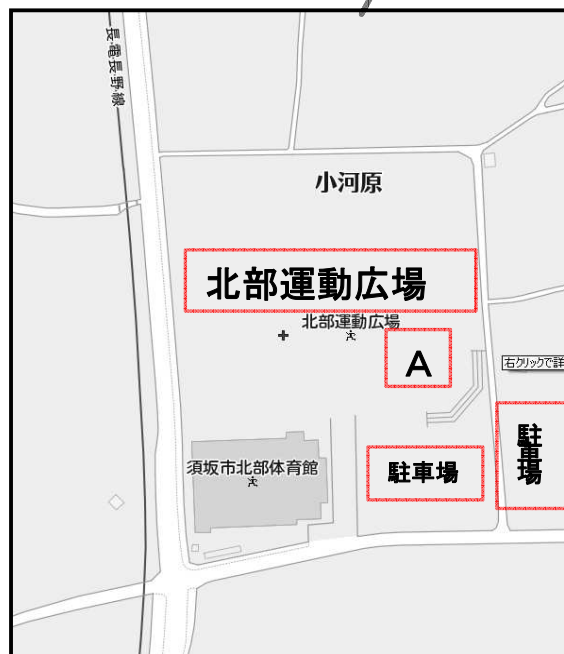 長電長野線
小河原
北部運動広場
北部運動広場
A
右クリックで詳
駐車場
須坂市北部体育館
駐車場